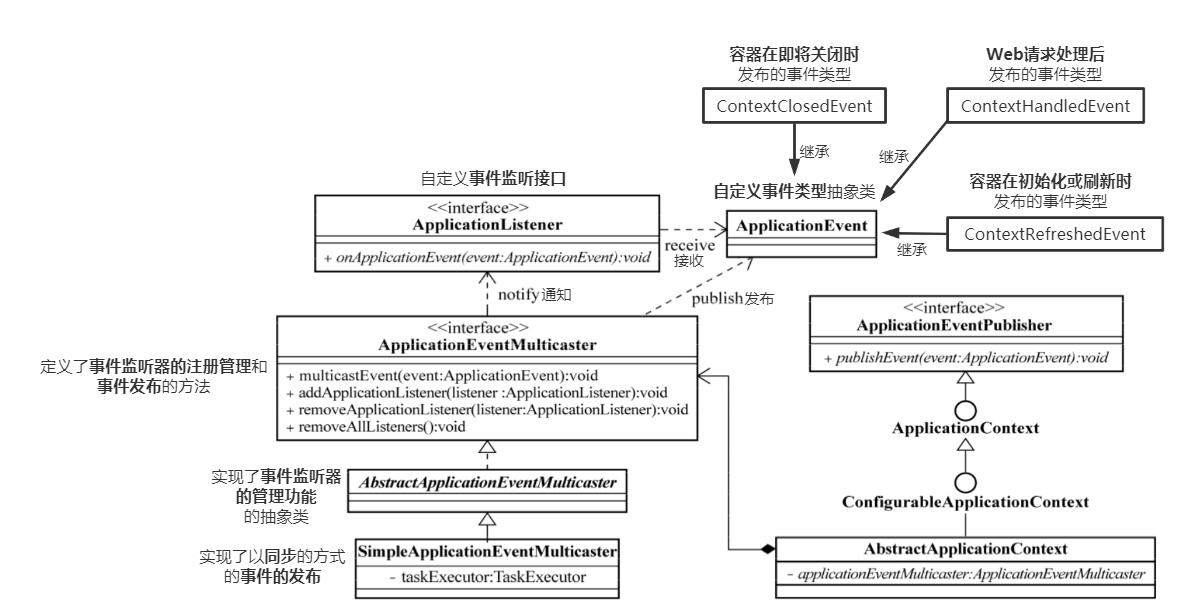 容器在即将关闭时
发布的事件类型
ContextClosedEvent
Web请求处理后
发布的事件类型
ContextHandledEvent
继承
继承
容器在初始化或刷新时
发布的事件类型
ContextRefreshedEvent
继承
自定义事件类型抽象类
ApplicationEvent
自定义事件监听接口
<<interface>>
ApplicationListener
+ onApplicationEvent(event:ApplicationEvent):void
receive
接收
notify通知
publish发布
<<interface>>
ApplicationEventMulticaster
+ multicastEvent(event:ApplicationEvent):void
+ addApplicationListener(listener :ApplicationListener):void
+ removeApplicationListener(listener:ApplicationListener):void
+ removeAllListeners():void
定义了事件监听器的注册管理和
事件发布的方法
<<interface>>
ApplicationEventPublisher
+ publishEvent(event:ApplicationEvent):void
ApplicationContext
ConfigurableApplicationContext
AbstractApplicationContext
- applicationEventMulticaster:ApplicationEventMulticaster
实现了事件监听器
的管理功能
的抽象类
AbstractApplicationEventMulticaster
实现了以同步的方式
的事件的发布
SimpleApplicationEventMulticaster
- taskExecutor:TaskExecutor